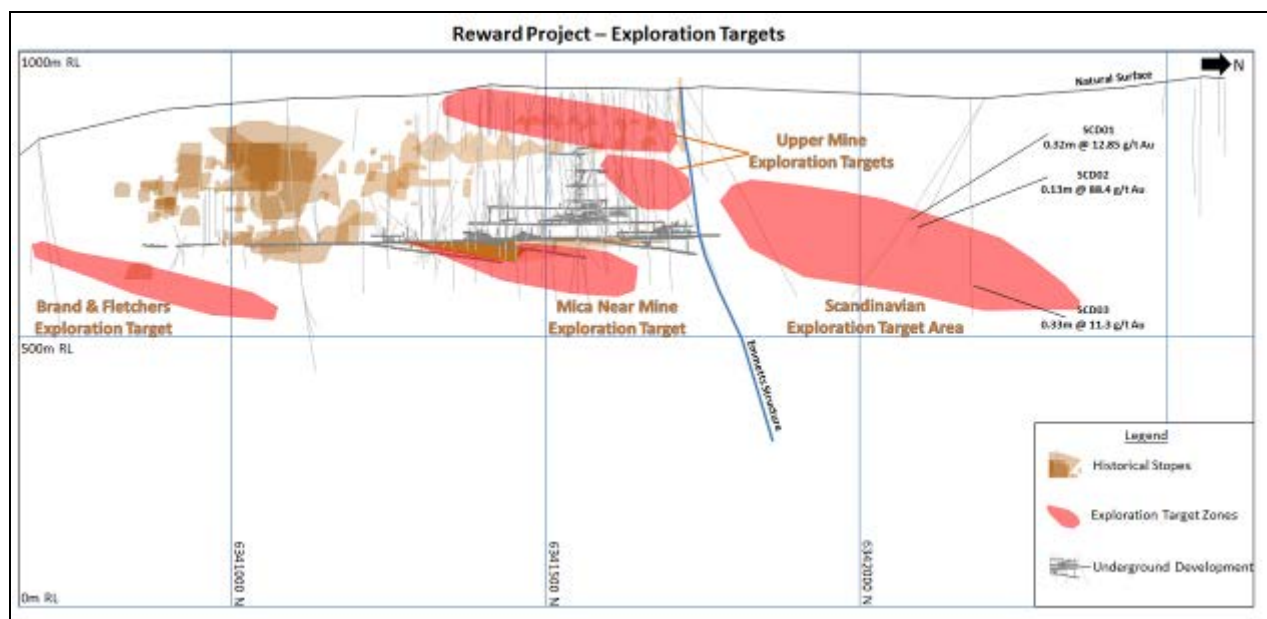 Reward Project – Exploration Targets
1000m RL
N
Natural Surface
SCD01
0.32m @ 12.85 g/t Au
Upper Mine
Exploration Targets
SCD02
0.13m @ 88.4 g/t Au
Brand & Fletchers
Exploration Target
Mica Near Mine
Exploration Target
Scandinavian
Exploration Target Area
SCD03
0.33m @ 11.3 g/t Au
500m RL
Emmetts Structure
Legend
Historical Stopes
Exploration Target Zones
Underground Development
6341000 N
6341500 N
6342000 N
0m RL